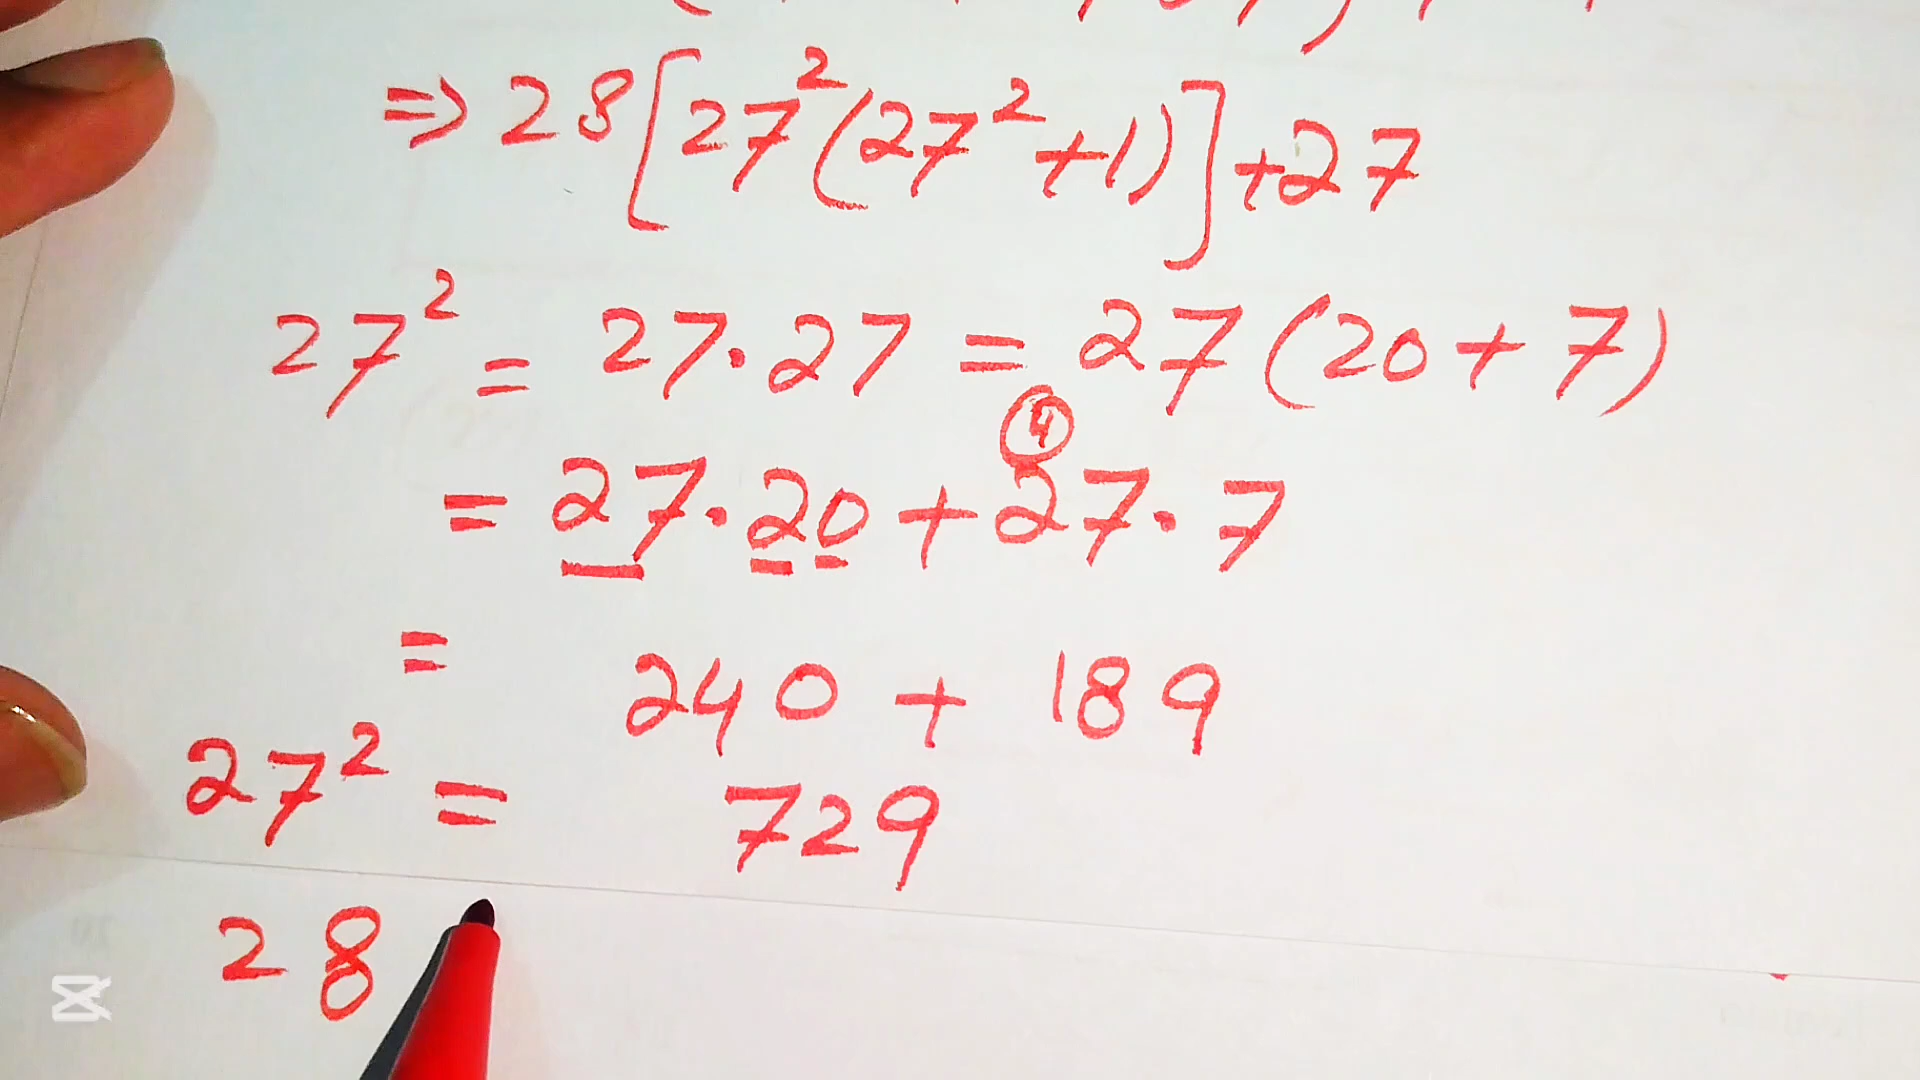 ⇒ 28[27²(27²+1)]+27
27² = 27·27 = 27(20+7)
④
= 27·20+27·7
= 240 + 189
27² = 729
28